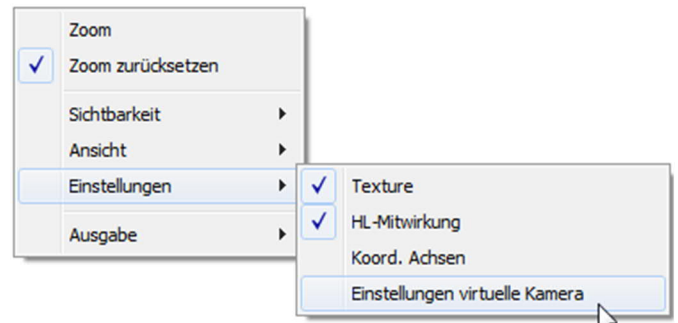 Zoom
Zoom zurücksetzen
Sichtbarkeit
Ansicht
Einstellungen
Ausgabe
Texture
HL-Mitwirkung
Koord. Achsen
Einstellungen virtuelle Kamera